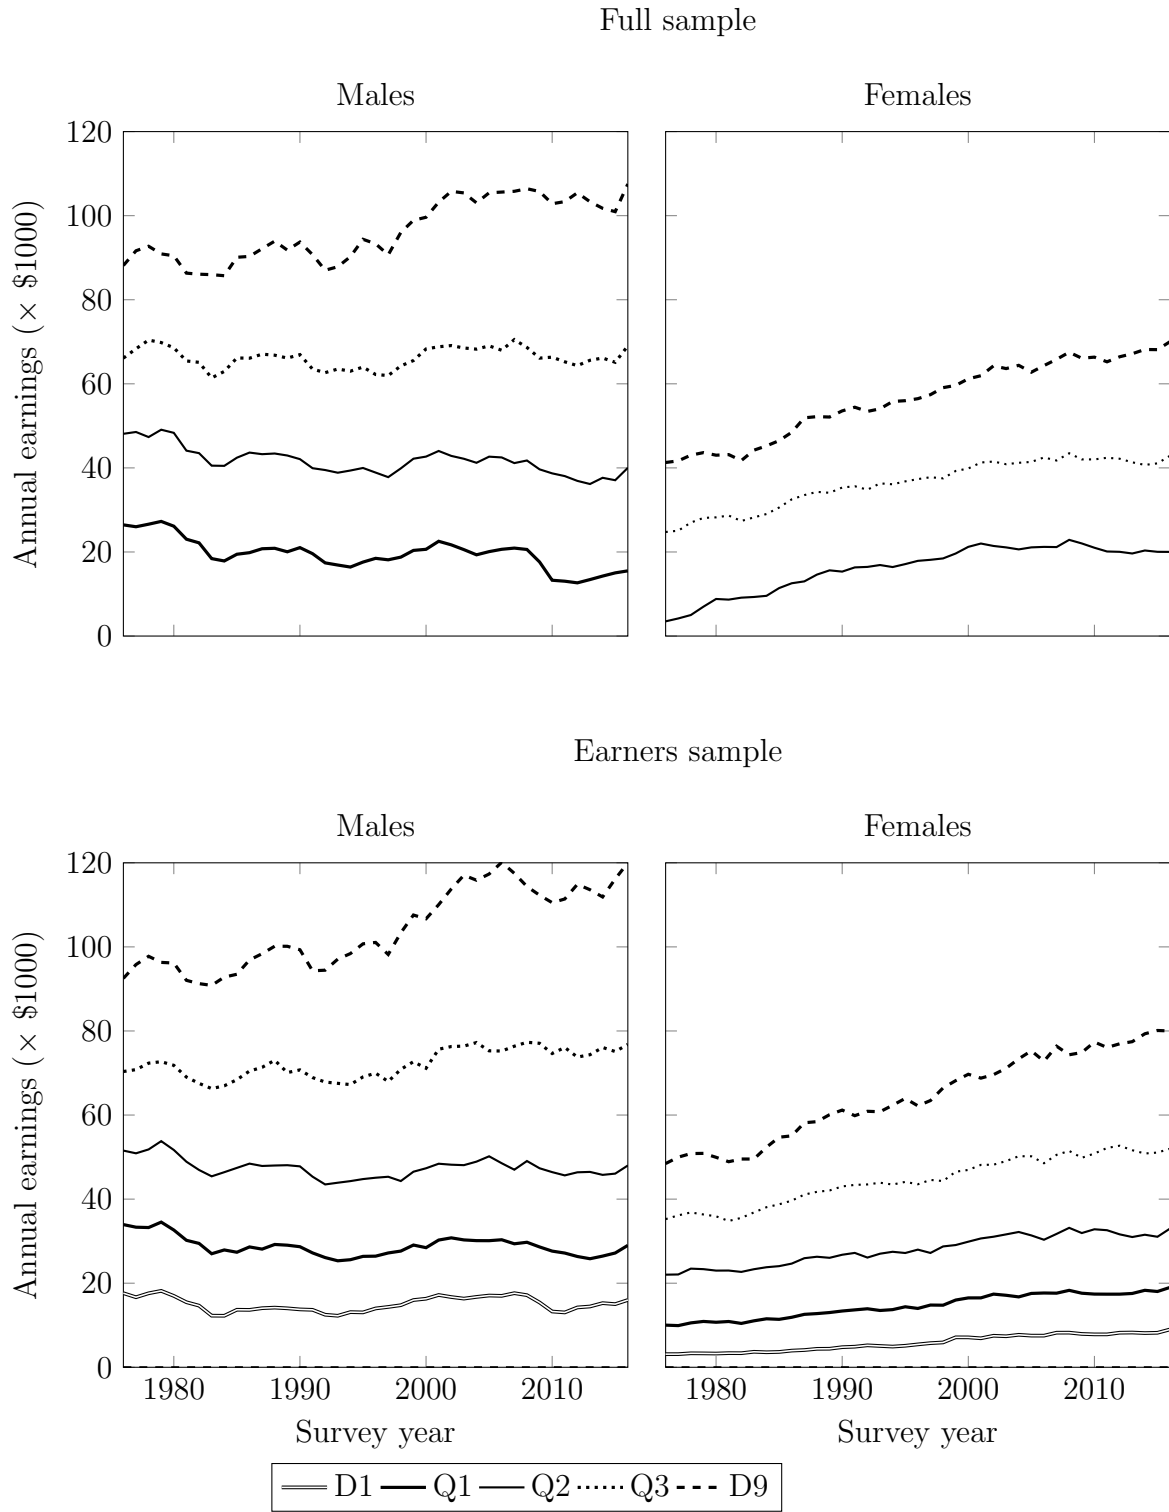 Full sample
Males
Females
120
100
80
60
40
20
0
Annual earnings (× $1000)
Earners sample
Males
Females
120
100
80
60
40
20
0
Annual earnings (× $1000)
1980 1990 2000 2010
1980 1990 2000 2010
Survey year
Survey year
D1 Q1 Q2 Q3 D9